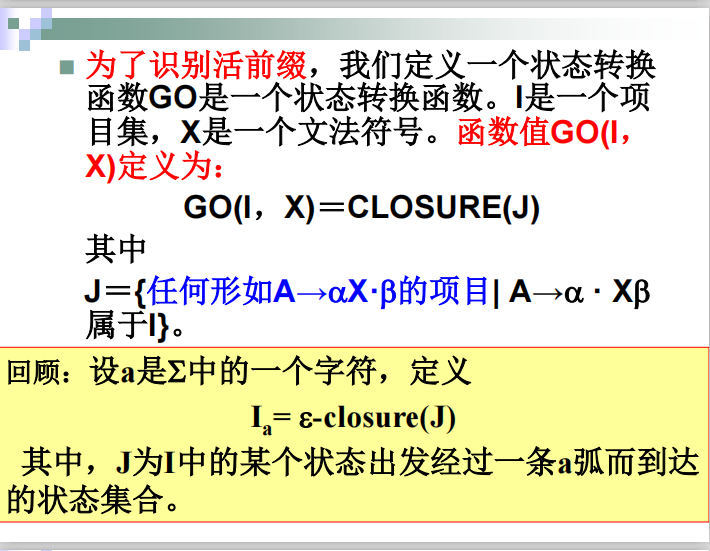 为了识别活前缀，我们定义一个状态转换
函数GO是一个状态转换函数。I是一个项
目集，X是一个文法符号。函数值GO(I，
X)定义为：
GO(I，X)＝CLOSURE(J)
其中
J＝{任何形如A→αX·β的项目| A→α · Xβ
属于I}。
回顾：设a是Σ中的一个字符，定义
Iₐ= ε-closure(J)
其中，J为I中的某个状态出发经过一条a弧而到达
的状态集合。